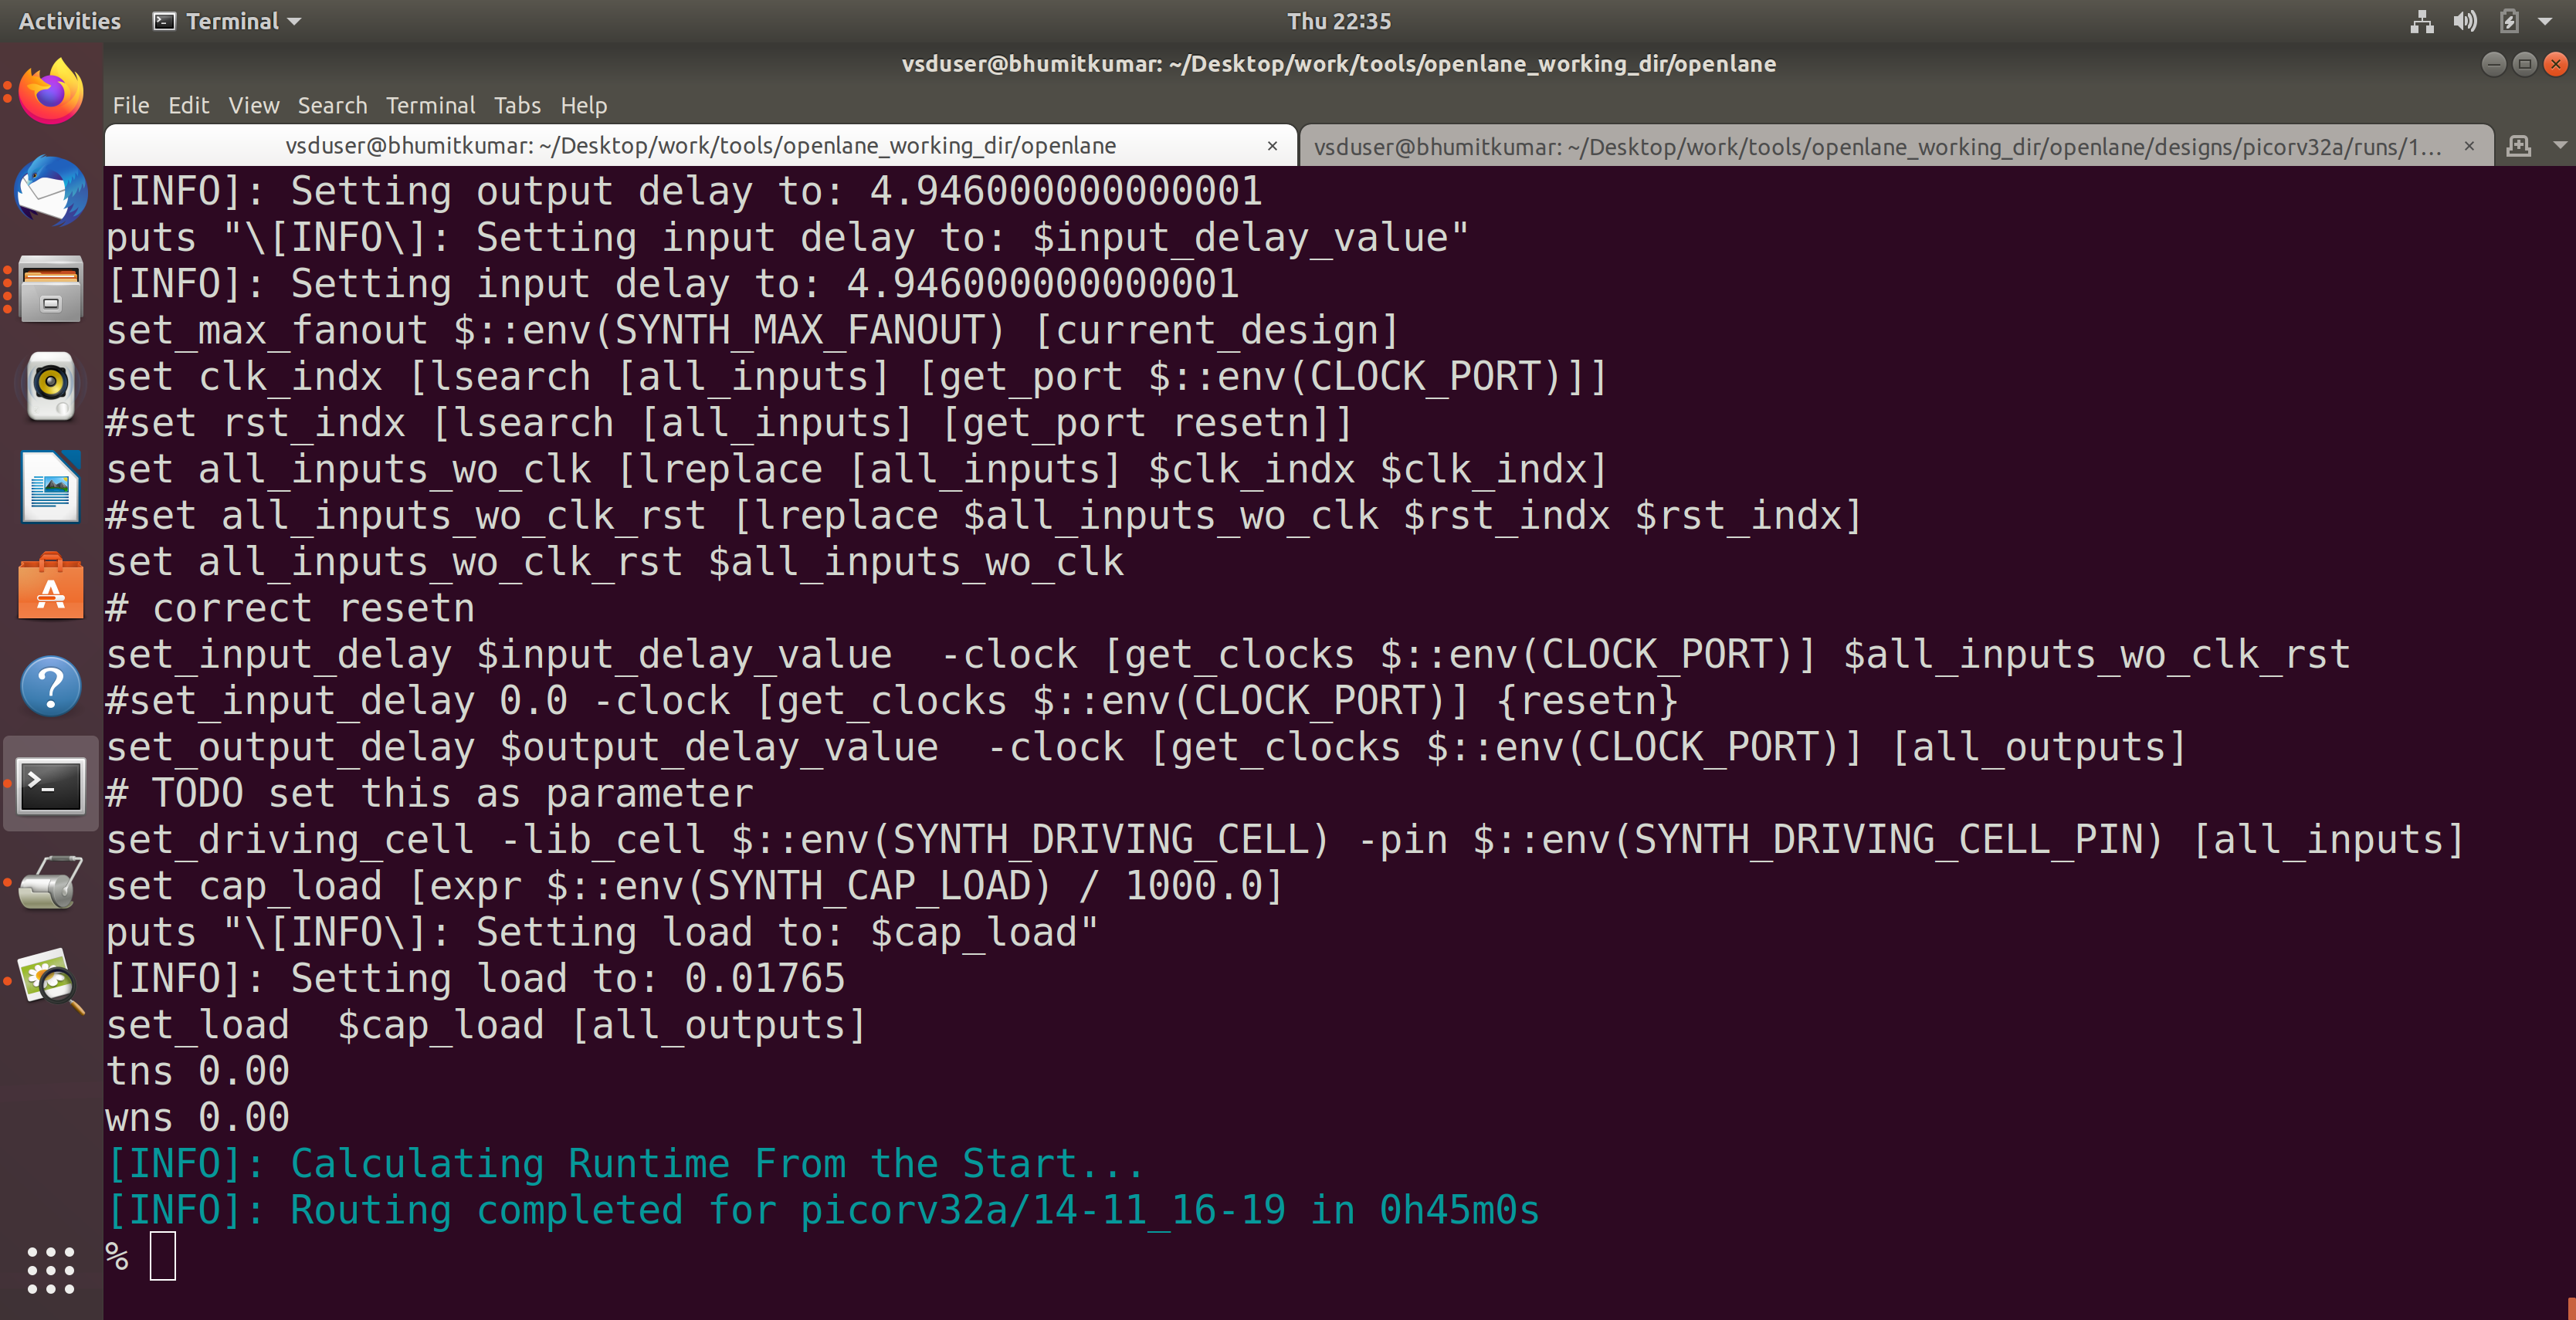 Activities Terminal Thu 22:35
vsduser@bhumitkumar: ~/Desktop/work/tools/openlane_working_dir/openlane
File Edit View Search Terminal Tabs Help
vsduser@bhumitkumar: ~/Desktop/work/tools/openlane_working_dir/openlane × vsduser@bhumitkumar: ~/Desktop/work/tools/openlane_working_dir/openlane/designs/picorv32a/runs/1... ×
[INFO]: Setting output delay to: 4.946000000000001
puts "\[INFO\]: Setting input delay to: $input_delay_value"
[INFO]: Setting input delay to: 4.946000000000001
set_max_fanout $::env(SYNTH_MAX_FANOUT) [current_design]
set clk_indx [lsearch [all_inputs] [get_port $::env(CLOCK_PORT)]]
#set rst_indx [lsearch [all_inputs] [get_port resetn]]
set all_inputs_wo_clk [lreplace [all_inputs] $clk_indx $clk_indx]
#set all_inputs_wo_clk_rst [lreplace $all_inputs_wo_clk $rst_indx $rst_indx]
set all_inputs_wo_clk_rst $all_inputs_wo_clk
# correct resetn
set_input_delay $input_delay_value  -clock [get_clocks $::env(CLOCK_PORT)] $all_inputs_wo_clk_rst
#set_input_delay 0.0 -clock [get_clocks $::env(CLOCK_PORT)] {resetn}
set_output_delay $output_delay_value  -clock [get_clocks $::env(CLOCK_PORT)] [all_outputs]
# TODO set this as parameter
set_driving_cell -lib_cell $::env(SYNTH_DRIVING_CELL) -pin $::env(SYNTH_DRIVING_CELL_PIN) [all_inputs]
set cap_load [expr $::env(SYNTH_CAP_LOAD) / 1000.0]
puts "\[INFO\]: Setting load to: $cap_load"
[INFO]: Setting load to: 0.01765
set_load  $cap_load [all_outputs]
tns 0.00
wns 0.00
[INFO]: Calculating Runtime From the Start...
[INFO]: Routing completed for picorv32a/14-11_16-19 in 0h45m0s
%